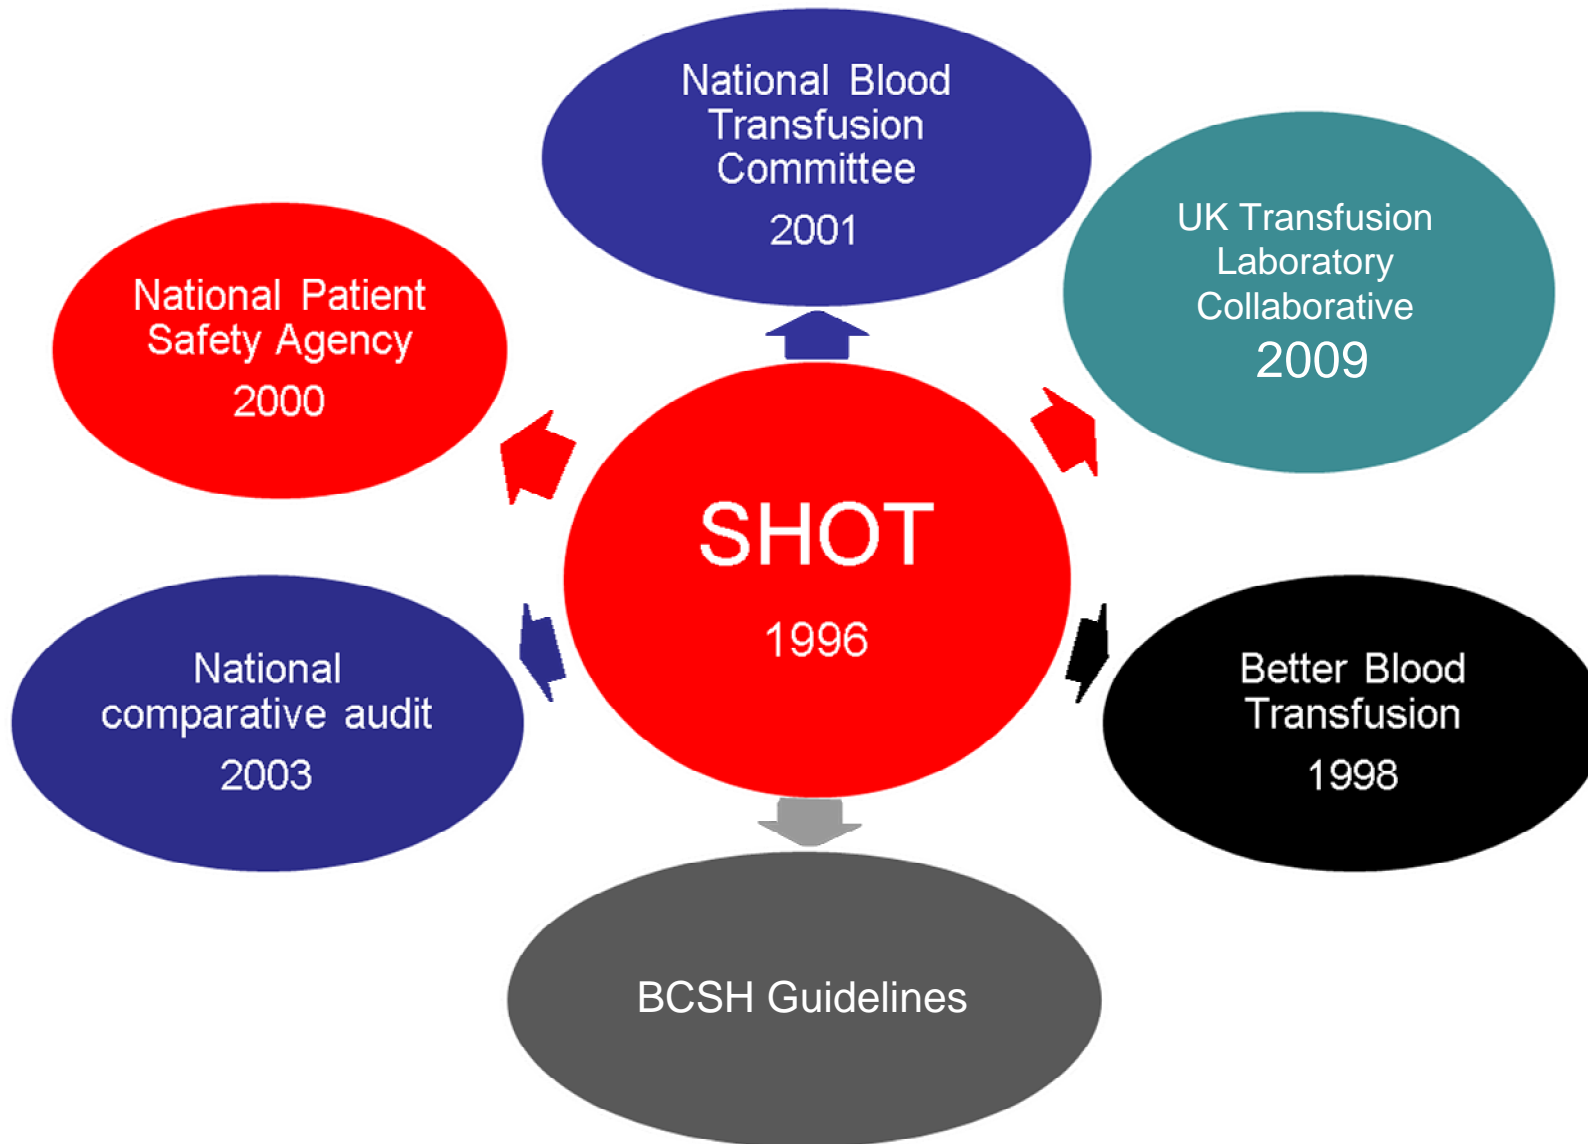 National Blood
Transfusion
Committee
2001
UK Transfusion
Laboratory
Collaborative
2009
National Patient
Safety Agency
2000
SHOT
1996
National
comparative audit
2003
Better Blood
Transfusion
1998
BCSH Guidelines